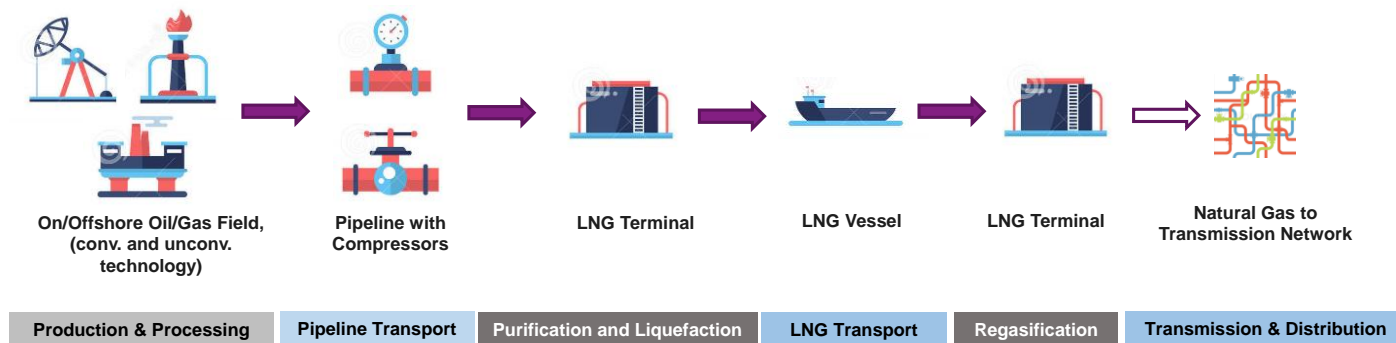 On/Offshore Oil/Gas Field,
(conv. and unconv.
technology)
Pipeline with
Compressors
LNG Terminal
LNG Vessel
LNG Terminal
Natural Gas to
Transmission Network
Production & Processing
Pipeline Transport
Purification and Liquefaction
LNG Transport
Regasification
Transmission & Distribution